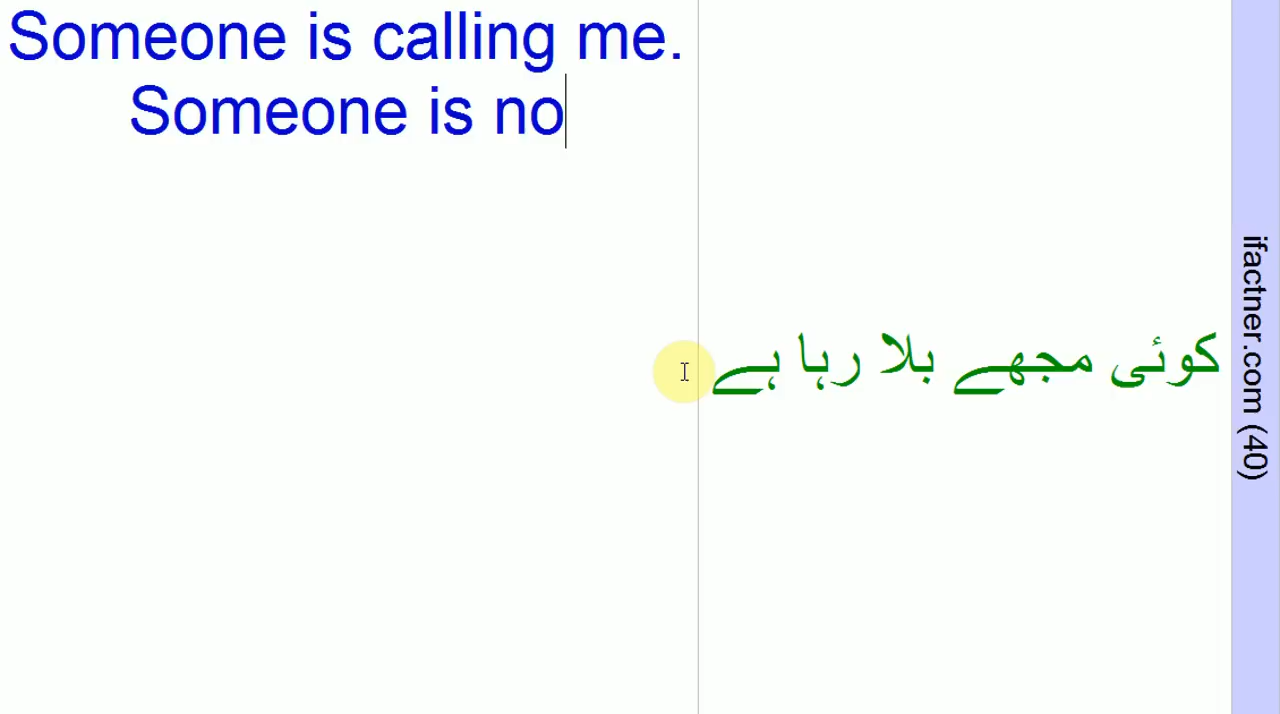 Someone is calling me.
Someone is no
کوئی مجھے بلا رہا ہے
ifactner.com (40)